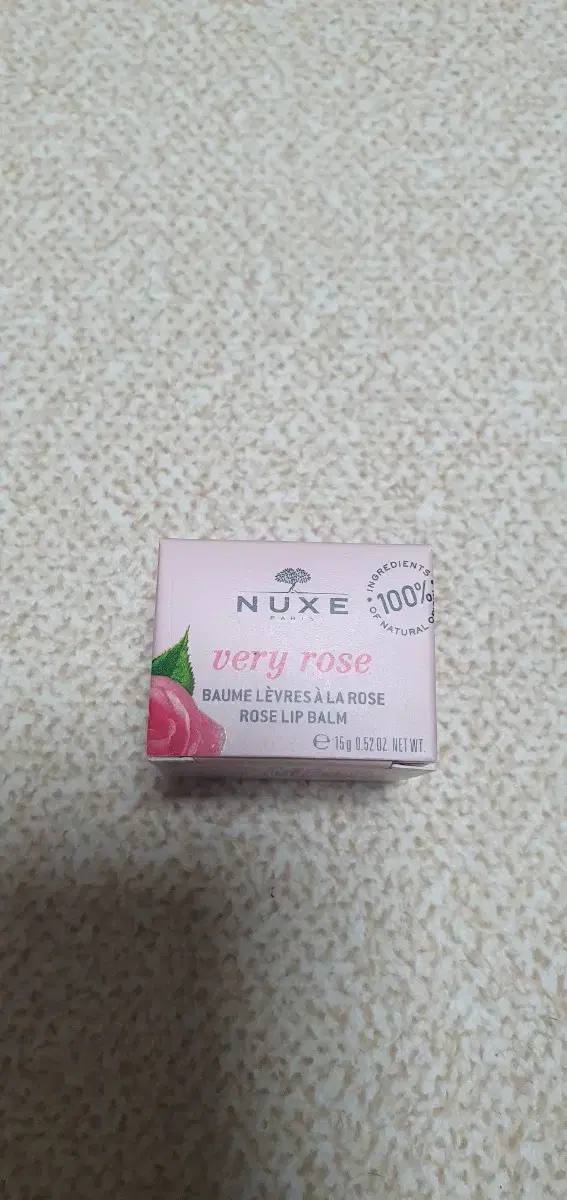 NUXE
PARIS
INGREDIENTS
100%
OF NATURAL
very rose
BAUME LÈVRES À LA ROSE
ROSE LIP BALM
℮ 15g 0.52 OZ. NET WT.